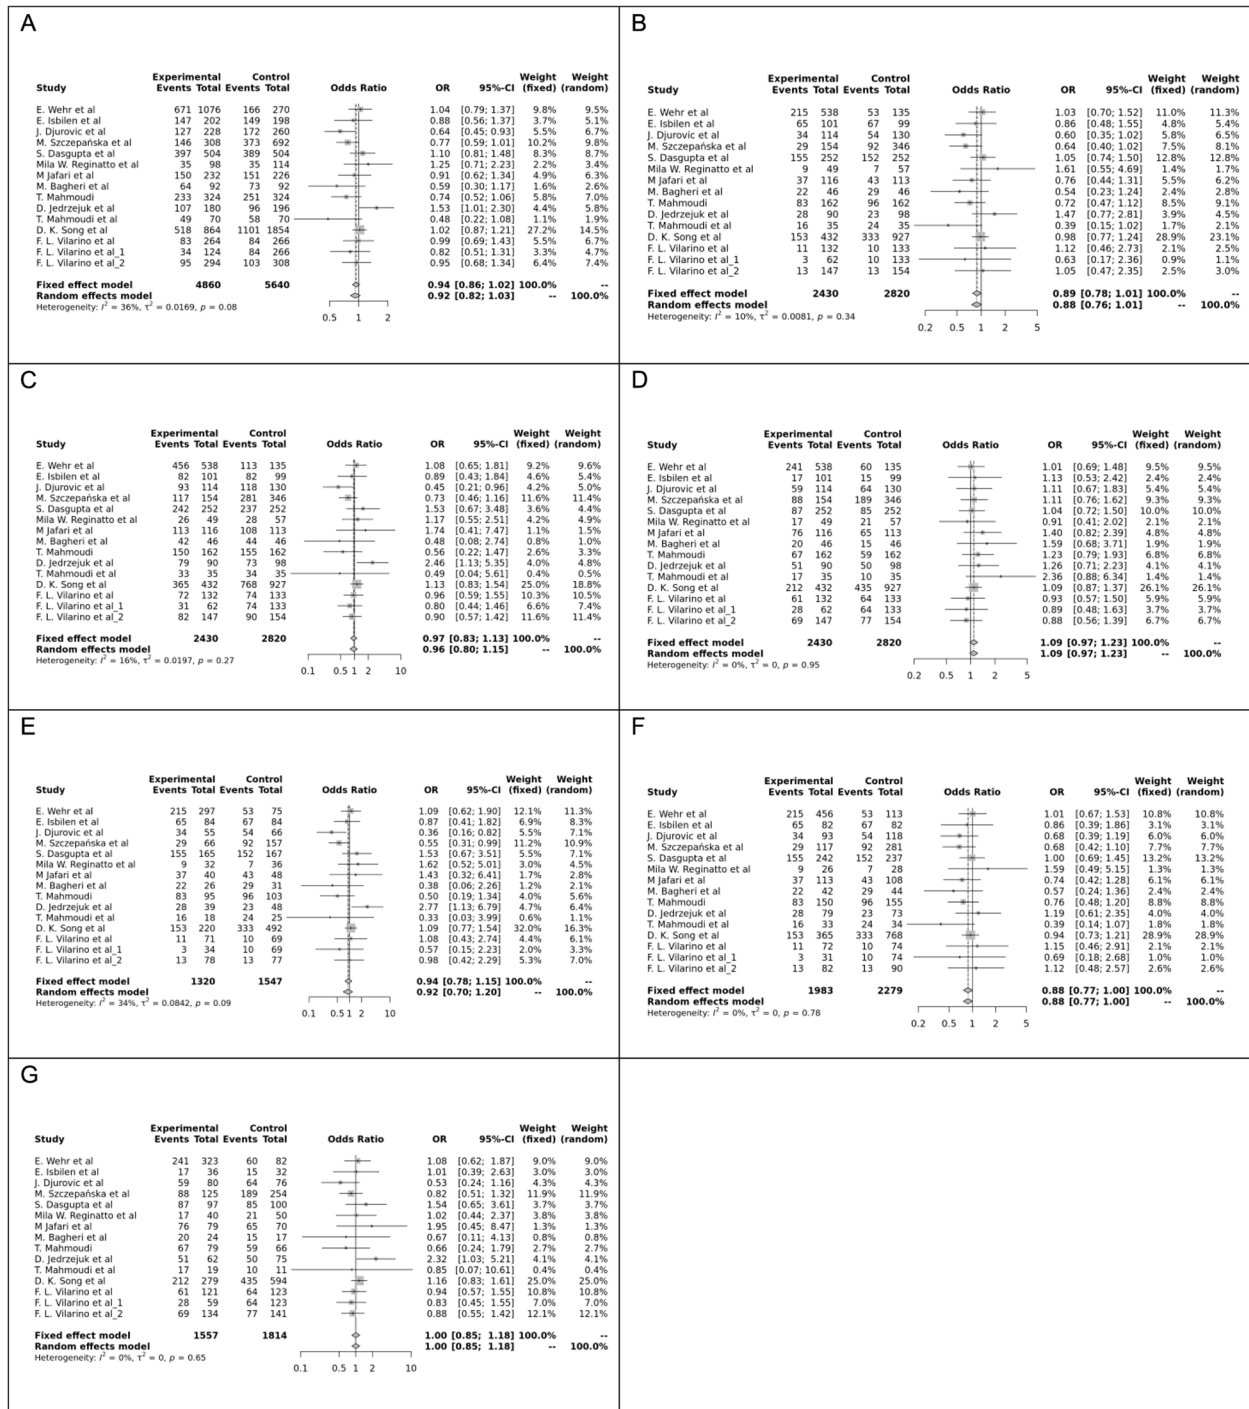 A
Experimental Control Weight Weight
Study Events Total Events Total Odds Ratio OR 95%-CI (fixed) (random)
E. Wehr et al 671 1076 166 270 1.04 [0.79; 1.37] 9.8% 9.5%
E. Isbilen et al 147 202 149 198 0.88 [0.56; 1.37] 3.7% 5.1%
J. Djurovic et al 127 228 172 260 0.64 [0.45; 0.93] 5.5% 6.7%
M. Szczepańska et al 146 308 373 692 0.77 [0.59; 1.01] 10.2% 9.8%
S. Dasgupta et al 397 504 389 504 1.10 [0.81; 1.48] 8.3% 8.7%
Mila W. Reginatto et al 35 98 35 114 1.25 [0.71; 2.23] 2.2% 3.4%
M Jafari et al 150 232 151 226 0.91 [0.62; 1.34] 4.9% 6.3%
M. Bagheri et al 64 92 73 92 0.59 [0.30; 1.17] 1.6% 2.6%
T. Mahmoudi 233 324 251 324 0.74 [0.52; 1.06] 5.8% 7.0%
D. Jedrzejuk et al 107 180 96 196 1.53 [1.01; 2.30] 4.4% 5.8%
T. Mahmoudi et al 49 70 58 70 0.48 [0.22; 1.08] 1.1% 2.0%
D. K. Song et al 518 864 1101 1854 1.02 [0.87; 1.21] 27.2% 14.5%
F. L. Vilarino et al 83 264 84 266 0.99 [0.69; 1.43] 5.5% 6.8%
F. L. Vilarino et al_1 34 124 84 266 0.82 [0.51; 1.31] 3.3% 4.7%
F. L. Vilarino et al_2 95 294 103 308 0.95 [0.68; 1.34] 6.4% 7.4%
Fixed effect model 4860 5640 0.94 [0.86; 1.02] 100.0% --
Random effects model 0.92 [0.82; 1.03] -- 100.0%
Heterogeneity: I² = 36%, τ² = 0.0169, p = 0.08
0.5 1 2
B
Experimental Control Weight Weight
Study Events Total Events Total Odds Ratio OR 95%-CI (fixed) (random)
E. Wehr et al 215 538 53 135 1.03 [0.70; 1.52] 11.0% 11.3%
E. Isbilen et al 65 101 67 99 0.86 [0.48; 1.55] 4.8% 5.4%
J. Djurovic et al 34 114 54 130 0.60 [0.35; 1.02] 5.8% 6.5%
M. Szczepańska et al 29 154 92 346 0.64 [0.40; 1.02] 7.5% 8.1%
S. Dasgupta et al 155 252 152 252 1.05 [0.74; 1.50] 12.8% 12.8%
Mila W. Reginatto et al 9 49 7 57 1.61 [0.55; 4.69] 1.4% 1.7%
M Jafari et al 37 116 43 113 0.76 [0.44; 1.31] 5.5% 6.2%
M. Bagheri et al 22 46 29 46 0.54 [0.23; 1.24] 2.4% 2.8%
T. Mahmoudi 83 162 96 162 0.72 [0.47; 1.12] 8.5% 9.1%
D. Jedrzejuk et al 28 90 23 98 1.47 [0.77; 2.81] 3.9% 4.5%
T. Mahmoudi et al 16 35 24 35 0.39 [0.15; 1.02] 1.7% 2.1%
D. K. Song et al 153 432 333 927 0.98 [0.77; 1.24] 28.9% 23.1%
F. L. Vilarino et al 11 132 10 133 1.12 [0.46; 2.73] 2.1% 2.5%
F. L. Vilarino et al_1 3 62 10 133 0.63 [0.17; 2.36] 0.9% 1.1%
F. L. Vilarino et al_2 13 147 13 154 1.05 [0.47; 2.35] 2.5% 3.0%
Fixed effect model 2430 2820 0.89 [0.78; 1.01] 100.0% --
Random effects model 0.88 [0.76; 1.01] -- 100.0%
Heterogeneity: I² = 10%, τ² = 0.0081, p = 0.34
0.2 0.5 1 2 5
C
Experimental Control Weight Weight
Study Events Total Events Total Odds Ratio OR 95%-CI (fixed) (random)
E. Wehr et al 456 538 113 135 1.08 [0.65; 1.81] 9.2% 9.6%
E. Isbilen et al 82 101 82 99 0.89 [0.43; 1.84] 4.6% 5.4%
J. Djurovic et al 93 114 118 130 0.45 [0.21; 0.96] 4.2% 5.0%
M. Szczepańska et al 117 154 281 346 0.73 [0.46; 1.16] 11.6% 11.4%
S. Dasgupta et al 242 252 237 252 1.53 [0.67; 3.48] 3.6% 4.4%
Mila W. Reginatto et al 26 49 28 57 1.17 [0.55; 2.51] 4.2% 4.9%
M Jafari et al 113 116 108 113 1.74 [0.41; 7.47] 1.1% 1.5%
M. Bagheri et al 42 46 44 46 0.48 [0.08; 2.74] 0.8% 1.0%
T. Mahmoudi 150 162 155 162 0.56 [0.22; 1.47] 2.6% 3.3%
D. Jedrzejuk et al 79 90 73 98 2.46 [1.13; 5.35] 4.0% 4.8%
T. Mahmoudi et al 33 35 34 35 0.49 [0.04; 5.61] 0.4% 0.5%
D. K. Song et al 365 432 768 927 1.13 [0.83; 1.54] 25.0% 18.8%
F. L. Vilarino et al 72 132 74 133 0.96 [0.59; 1.55] 10.3% 10.5%
F. L. Vilarino et al_1 31 62 74 133 0.80 [0.44; 1.46] 6.6% 7.4%
F. L. Vilarino et al_2 82 147 90 154 0.90 [0.57; 1.42] 11.6% 11.4%
Fixed effect model 2430 2820 0.97 [0.83; 1.13] 100.0% --
Random effects model 0.96 [0.80; 1.15] -- 100.0%
Heterogeneity: I² = 16%, τ² = 0.0197, p = 0.27
0.1 0.5 1 2 10
D
Experimental Control Weight Weight
Study Events Total Events Total Odds Ratio OR 95%-CI (fixed) (random)
E. Wehr et al 241 538 60 135 1.01 [0.69; 1.48] 9.5% 9.5%
E. Isbilen et al 17 101 15 99 1.13 [0.53; 2.42] 2.4% 2.4%
J. Djurovic et al 59 114 64 130 1.11 [0.67; 1.83] 5.4% 5.4%
M. Szczepańska et al 88 154 189 346 1.11 [0.76; 1.62] 9.3% 9.3%
S. Dasgupta et al 87 252 85 252 1.04 [0.72; 1.50] 10.0% 10.0%
Mila W. Reginatto et al 17 49 21 57 0.91 [0.41; 2.02] 2.1% 2.1%
M Jafari et al 76 116 65 113 1.40 [0.82; 2.39] 4.8% 4.8%
M. Bagheri et al 20 46 15 46 1.59 [0.68; 3.71] 1.9% 1.9%
T. Mahmoudi 67 162 59 162 1.23 [0.79; 1.93] 6.8% 6.8%
D. Jedrzejuk et al 51 90 50 98 1.26 [0.71; 2.23] 4.1% 4.1%
T. Mahmoudi et al 17 35 10 35 2.36 [0.88; 6.34] 1.4% 1.4%
D. K. Song et al 212 432 435 927 1.09 [0.87; 1.37] 26.1% 26.1%
F. L. Vilarino et al 61 132 64 133 0.93 [0.57; 1.50] 5.9% 5.9%
F. L. Vilarino et al_1 28 62 64 133 0.89 [0.48; 1.63] 3.7% 3.7%
F. L. Vilarino et al_2 69 147 77 154 0.88 [0.56; 1.39] 6.7% 6.7%
Fixed effect model 2430 2820 1.09 [0.97; 1.23] 100.0% --
Random effects model 1.09 [0.97; 1.23] -- 100.0%
Heterogeneity: I² = 0%, τ² = 0, p = 0.95
0.2 0.5 1 2 5
E
Experimental Control Weight Weight
Study Events Total Events Total Odds Ratio OR 95%-CI (fixed) (random)
E. Wehr et al 215 297 53 75 1.09 [0.62; 1.90] 12.1% 11.3%
E. Isbilen et al 65 84 67 84 0.87 [0.41; 1.82] 6.9% 8.3%
J. Djurovic et al 34 55 54 66 0.36 [0.16; 0.82] 5.5% 7.1%
M. Szczepańska et al 29 66 92 157 0.55 [0.31; 0.99] 11.2% 10.9%
S. Dasgupta et al 155 165 152 167 1.53 [0.67; 3.51] 5.5% 7.1%
Mila W. Reginatto et al 9 32 7 36 1.62 [0.52; 5.01] 3.0% 4.5%
M Jafari et al 37 40 43 48 1.43 [0.32; 6.41] 1.7% 2.8%
M. Bagheri et al 22 26 29 31 0.38 [0.06; 2.26] 1.2% 2.1%
T. Mahmoudi 83 95 96 103 0.50 [0.19; 1.34] 4.0% 5.6%
D. Jedrzejuk et al 28 39 23 48 2.77 [1.13; 6.79] 4.7% 6.4%
T. Mahmoudi et al 16 18 24 25 0.33 [0.03; 3.99] 0.6% 1.1%
D. K. Song et al 153 220 333 492 1.09 [0.77; 1.54] 32.0% 16.3%
F. L. Vilarino et al 11 71 10 69 1.08 [0.43; 2.74] 4.4% 6.1%
F. L. Vilarino et al_1 3 34 10 69 0.57 [0.15; 2.23] 2.0% 3.3%
F. L. Vilarino et al_2 13 78 13 77 0.98 [0.42; 2.29] 5.3% 7.0%
Fixed effect model 1320 1547 0.94 [0.78; 1.15] 100.0% --
Random effects model 0.92 [0.70; 1.20] -- 100.0%
Heterogeneity: I² = 34%, τ² = 0.0842, p = 0.09
0.1 0.5 1 2 10
F
Experimental Control Weight Weight
Study Events Total Events Total Odds Ratio OR 95%-CI (fixed) (random)
E. Wehr et al 215 456 53 113 1.01 [0.67; 1.53] 10.8% 10.8%
E. Isbilen et al 65 82 67 82 0.86 [0.39; 1.86] 3.1% 3.1%
J. Djurovic et al 34 93 54 118 0.68 [0.39; 1.19] 6.0% 6.0%
M. Szczepańska et al 29 117 92 281 0.68 [0.42; 1.10] 7.7% 7.7%
S. Dasgupta et al 155 242 152 237 1.00 [0.69; 1.45] 13.2% 13.2%
Mila W. Reginatto et al 9 26 7 28 1.59 [0.49; 5.15] 1.3% 1.3%
M Jafari et al 37 113 43 108 0.74 [0.42; 1.28] 6.1% 6.1%
M. Bagheri et al 22 42 29 44 0.57 [0.24; 1.36] 2.4% 2.4%
T. Mahmoudi 83 150 96 155 0.76 [0.48; 1.20] 8.8% 8.8%
D. Jedrzejuk et al 28 79 23 73 1.19 [0.61; 2.35] 4.0% 4.0%
T. Mahmoudi et al 16 33 24 34 0.39 [0.14; 1.07] 1.8% 1.8%
D. K. Song et al 153 365 333 768 0.94 [0.73; 1.21] 28.9% 28.9%
F. L. Vilarino et al 11 72 10 74 1.15 [0.46; 2.91] 2.1% 2.1%
F. L. Vilarino et al_1 3 31 10 74 0.69 [0.18; 2.68] 1.0% 1.0%
F. L. Vilarino et al_2 13 82 13 90 1.12 [0.48; 2.57] 2.6% 2.6%
Fixed effect model 1983 2279 0.88 [0.77; 1.00] 100.0% --
Random effects model 0.88 [0.77; 1.00] -- 100.0%
Heterogeneity: I² = 0%, τ² = 0, p = 0.78
0.2 0.5 1 2 5
G
Experimental Control Weight Weight
Study Events Total Events Total Odds Ratio OR 95%-CI (fixed) (random)
E. Wehr et al 241 323 60 82 1.08 [0.62; 1.87] 9.0% 9.0%
E. Isbilen et al 17 36 15 32 1.01 [0.39; 2.63] 3.0% 3.0%
J. Djurovic et al 59 80 64 76 0.53 [0.24; 1.16] 4.3% 4.3%
M. Szczepańska et al 88 125 189 254 0.82 [0.51; 1.32] 11.9% 11.9%
S. Dasgupta et al 87 97 85 100 1.54 [0.65; 3.61] 3.7% 3.7%
Mila W. Reginatto et al 17 40 21 50 1.02 [0.44; 2.37] 3.8% 3.8%
M Jafari et al 76 79 65 70 1.95 [0.45; 8.47] 1.3% 1.3%
M. Bagheri et al 20 24 15 17 0.67 [0.11; 4.13] 0.8% 0.8%
T. Mahmoudi 67 79 59 66 0.66 [0.24; 1.79] 2.7% 2.7%
D. Jedrzejuk et al 51 62 50 75 2.32 [1.03; 5.21] 4.1% 4.1%
T. Mahmoudi et al 17 19 10 11 0.85 [0.07; 10.61] 0.4% 0.4%
D. K. Song et al 212 279 435 594 1.16 [0.83; 1.61] 25.0% 25.0%
F. L. Vilarino et al 61 121 64 123 0.94 [0.57; 1.55] 10.8% 10.8%
F. L. Vilarino et al_1 28 59 64 123 0.83 [0.45; 1.55] 7.0% 7.0%
F. L. Vilarino et al_2 69 134 77 141 0.88 [0.55; 1.42] 12.1% 12.1%
Fixed effect model 1557 1814 1.00 [0.85; 1.18] 100.0% --
Random effects model 1.00 [0.85; 1.18] -- 100.0%
Heterogeneity: I² = 0%, τ² = 0, p = 0.65
0.1 0.5 1 2 10